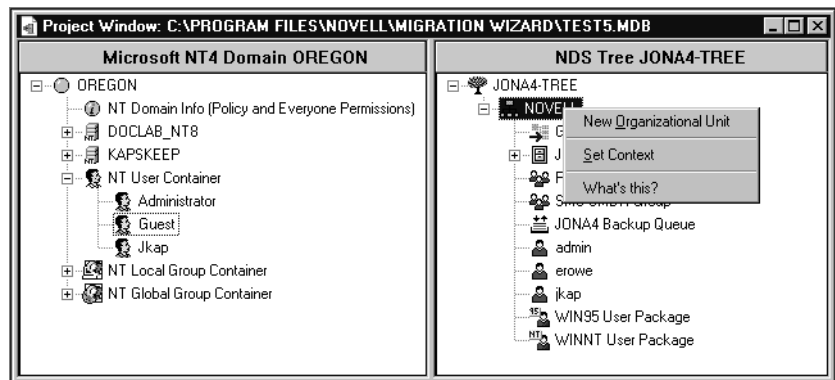 Project Window: C:\PROGRAM FILES\NOVELL\MIGRATION WIZARD\TEST5.MDB
Microsoft NT4 Domain OREGON
OREGON
NT Domain Info (Policy and Everyone Permissions)
DOCLAB_NT8
KAPSKEEP
NT User Container
Administrator
Guest
Jkap
NT Local Group Container
NT Global Group Container
NDS Tree JONA4-TREE
JONA4-TREE
NOVELL
New Organizational Unit
Set Context
What's this?
JONA4 Backup Queue
admin
erowe
jkap
WIN95 User Package
WINNT User Package